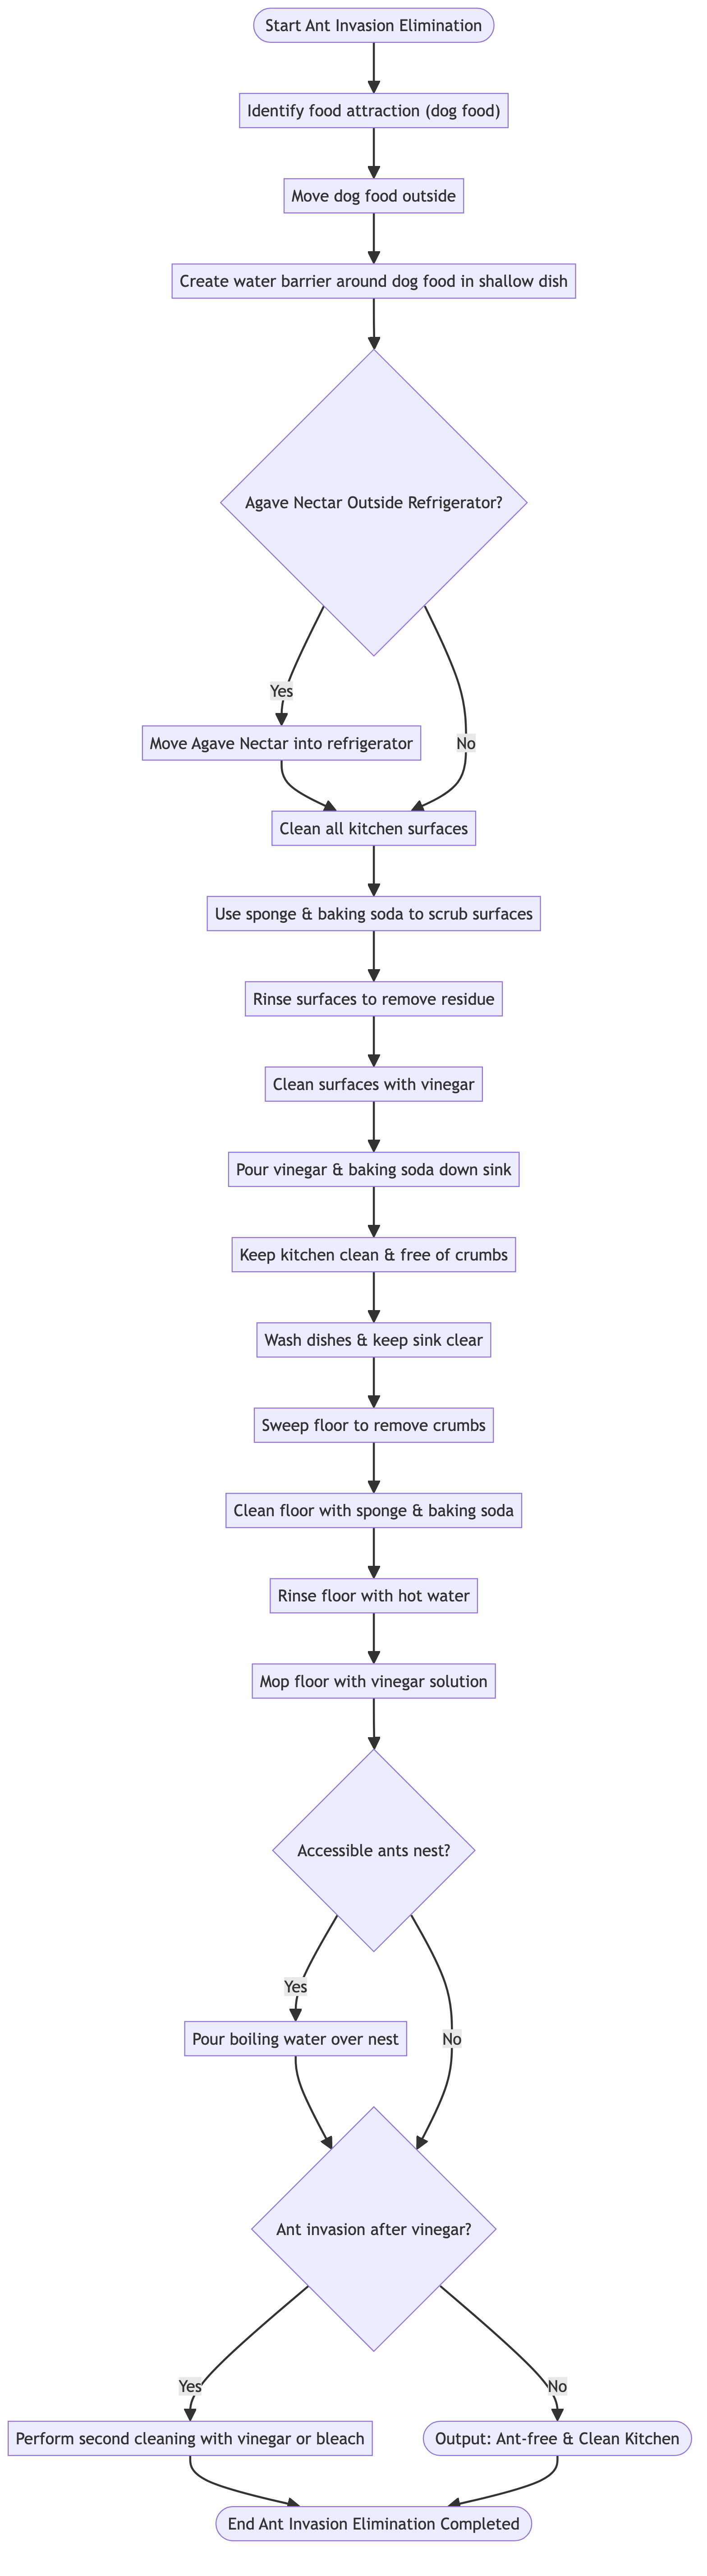 Start Ant Invasion Elimination
Identify food attraction (dog food)
Move dog food outside
Create water barrier around dog food in shallow dish
Agave Nectar Outside Refrigerator?
Yes
Move Agave Nectar into refrigerator
No
Clean all kitchen surfaces
Use sponge & baking soda to scrub surfaces
Rinse surfaces to remove residue
Clean surfaces with vinegar
Pour vinegar & baking soda down sink
Keep kitchen clean & free of crumbs
Wash dishes & keep sink clear
Sweep floor to remove crumbs
Clean floor with sponge & baking soda
Rinse floor with hot water
Mop floor with vinegar solution
Accessible ants nest?
Yes
Pour boiling water over nest
No
Ant invasion after vinegar?
Yes
No
Perform second cleaning with vinegar or bleach
Output: Ant-free & Clean Kitchen
End Ant Invasion Elimination Completed